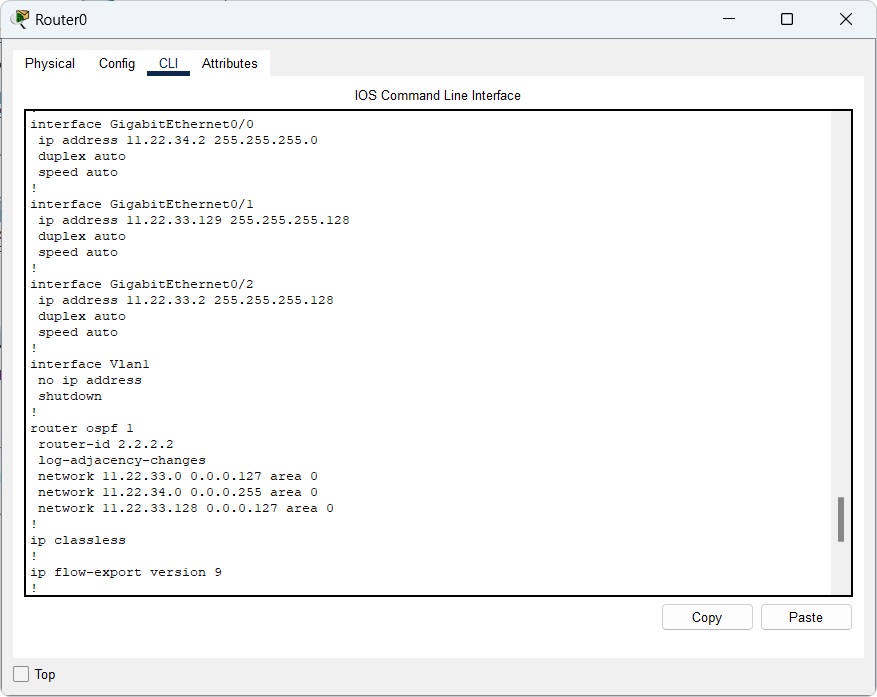 Router0
Physical Config CLI Attributes
IOS Command Line Interface
!
interface GigabitEthernet0/0
 ip address 11.22.34.2 255.255.255.0
 duplex auto
 speed auto
!
interface GigabitEthernet0/1
 ip address 11.22.33.129 255.255.255.128
 duplex auto
 speed auto
!
interface GigabitEthernet0/2
 ip address 11.22.33.2 255.255.255.128
 duplex auto
 speed auto
!
interface Vlan1
 no ip address
 shutdown
!
router ospf 1
 router-id 2.2.2.2
 log-adjacency-changes
 network 11.22.33.0 0.0.0.127 area 0
 network 11.22.34.0 0.0.0.255 area 0
 network 11.22.33.128 0.0.0.127 area 0
!
ip classless
!
ip flow-export version 9
!
Copy Paste
Top